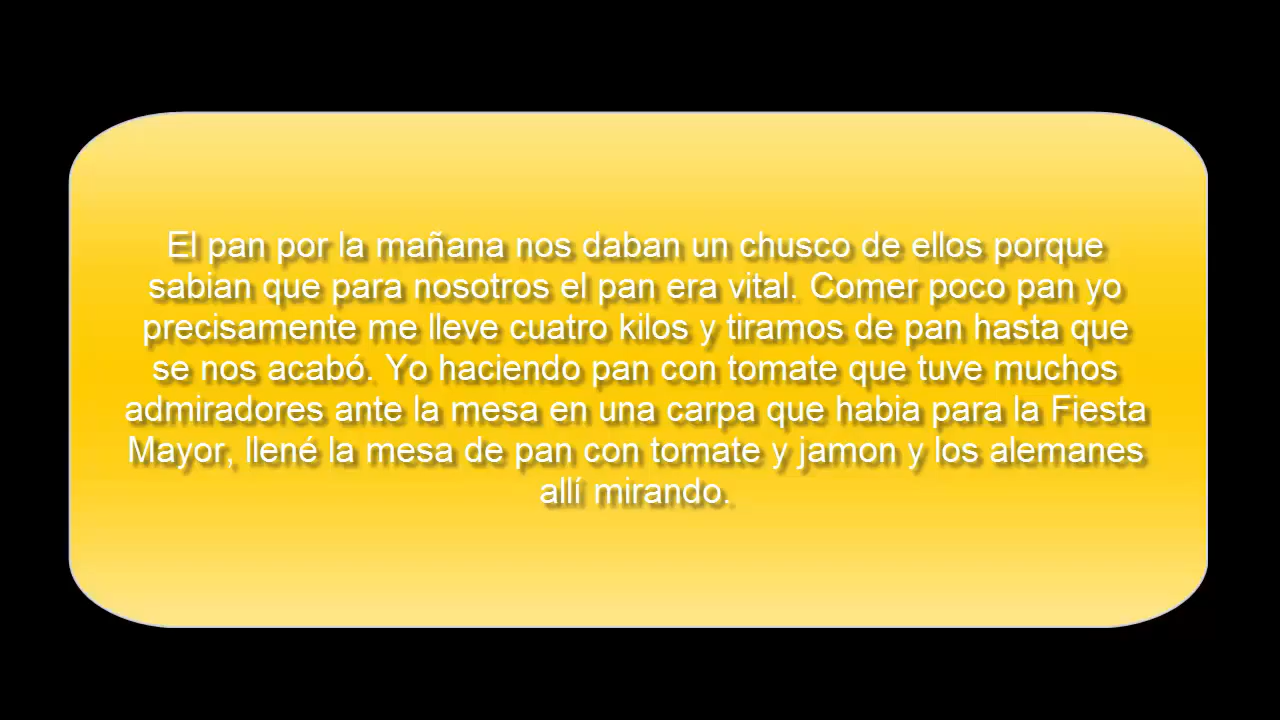 El pan por la mañana nos daban un chusco de ellos porque
sabian que para nosotros el pan era vital. Comer poco pan yo
precisamente me lleve cuatro kilos y tiramos de pan hasta que
se nos acabó. Yo haciendo pan con tomate que tuve muchos
admiradores ante la mesa en una carpa que habia para la Fiesta
Mayor, llené la mesa de pan con tomate y jamon y los alemanes
allí mirando.